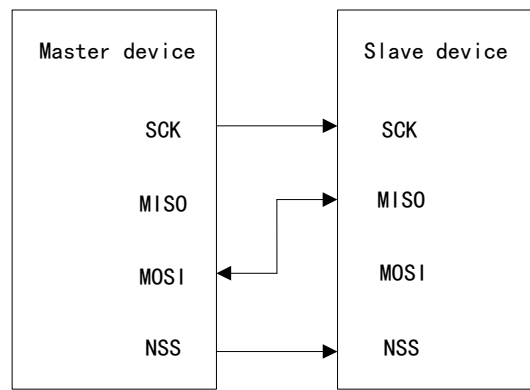 Master device
SCK
MISO
MOSI
NSS
Slave device
SCK
MISO
MOSI
NSS